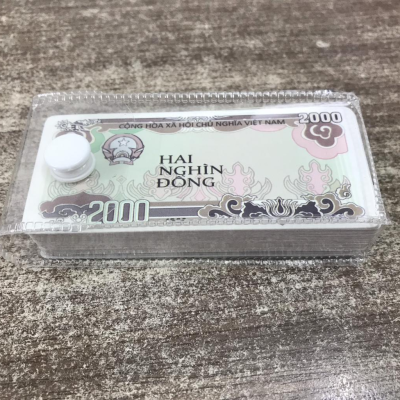 CỘNG HÒA XÃ HỘI CHỦ NGHĨA VIỆT NAM
2000
HAI
NGHÌN
ĐỒNG
2000